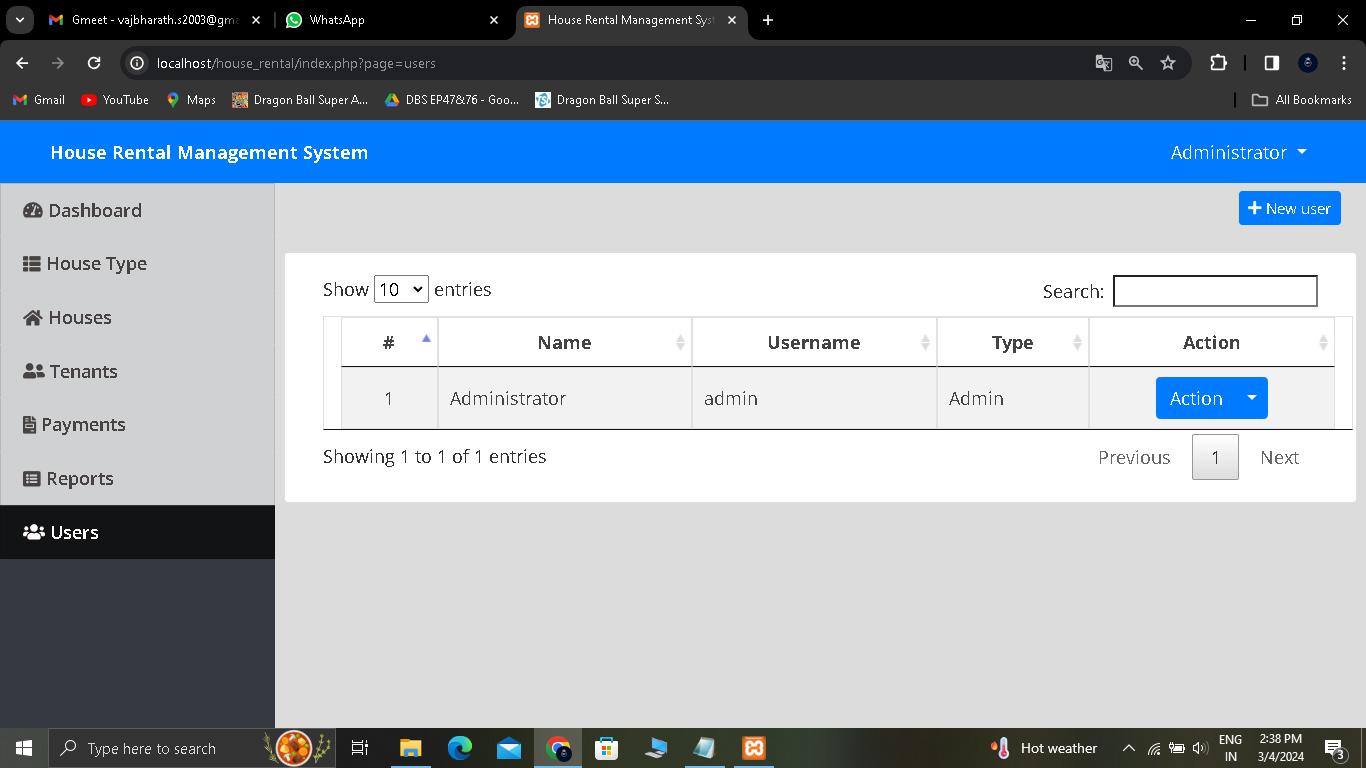 Gmeet - vajbharath.s2003@gma
WhatsApp
House Rental Management Syst
localhost/house_rental/index.php?page=users
Gmail
YouTube
Maps
Dragon Ball Super A...
DBS EP47&76 - Goo...
Dragon Ball Super S...
All Bookmarks
House Rental Management System
Administrator
Dashboard
House Type
Houses
Tenants
Payments
Reports
Users
+ New user
Show 10 entries
Search:
# Name Username Type Action
1 Administrator admin Admin Action
Showing 1 to 1 of 1 entries
Previous 1 Next
Type here to search
Hot weather
ENG
IN
2:38 PM
3/4/2024
3